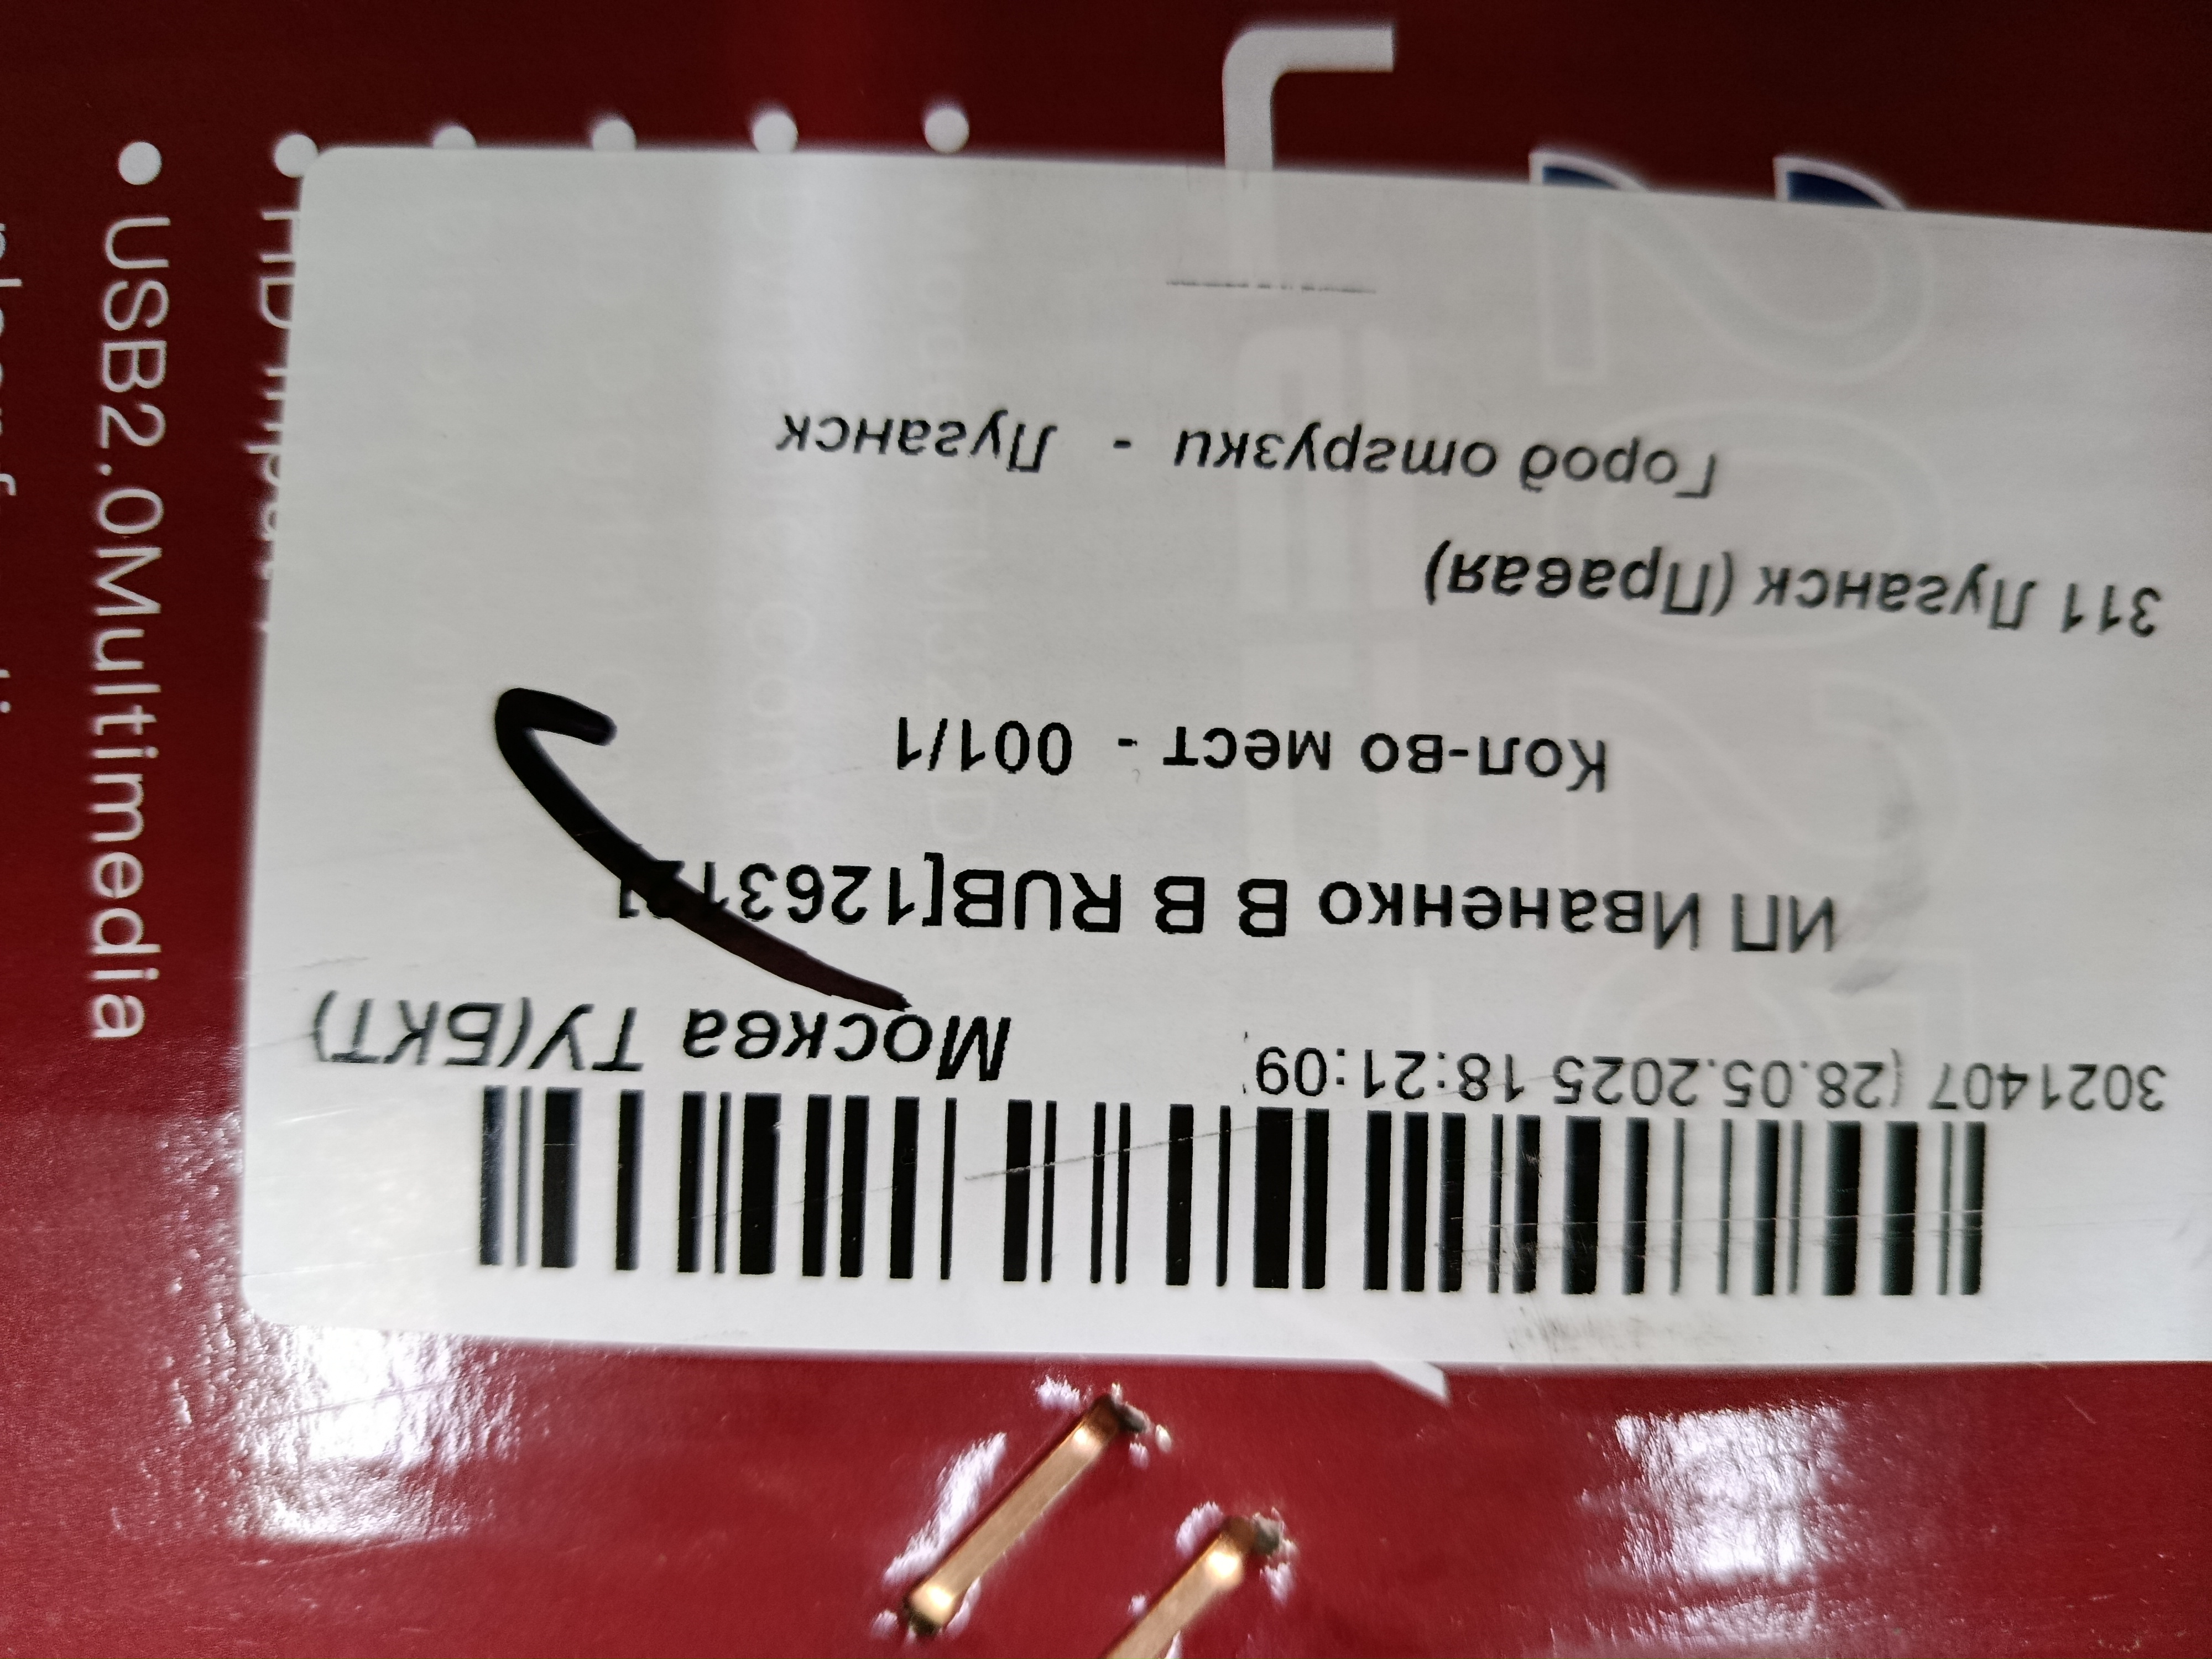 3021407 (28.05.2025 18:21:09)
Москва ТУ(БКТ)
ИП Иваненко В В RUB
Кол-во мест - 001/1
311 Луганск (Правая)
Город отгрузки - Луганск
• USB2.0Multimedia